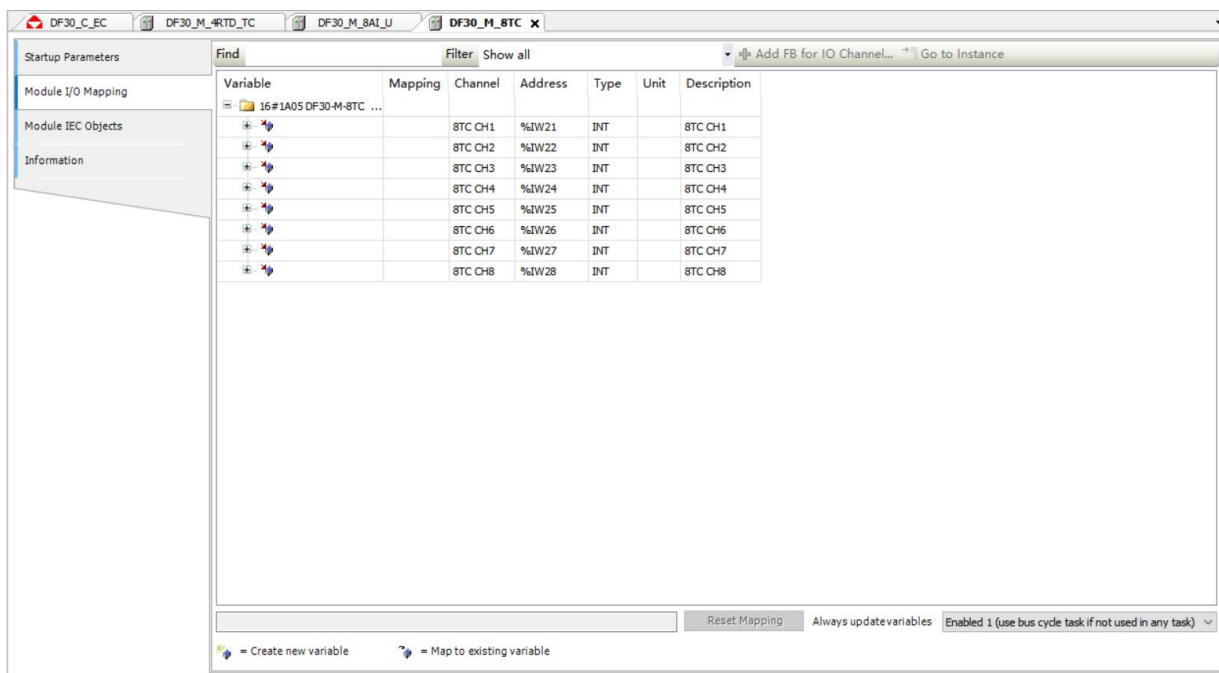 DF30_C_EC DF30_M_4RTD_TC DF30_M_8AI_U DF30_M_8TC X
Startup Parameters
Module I/O Mapping
Module IEC Objects
Information
Find Filter Show all Add FB for IO Channel... Go to Instance
Variable Mapping Channel Address Type Unit Description
16#1A05 DF30-M-8TC ...
8TC CH1 %IW21 INT 8TC CH1
8TC CH2 %IW22 INT 8TC CH2
8TC CH3 %IW23 INT 8TC CH3
8TC CH4 %IW24 INT 8TC CH4
8TC CH5 %IW25 INT 8TC CH5
8TC CH6 %IW26 INT 8TC CH6
8TC CH7 %IW27 INT 8TC CH7
8TC CH8 %IW28 INT 8TC CH8
Reset Mapping Always update variables Enabled 1 (use bus cycle task if not used in any task)
= Create new variable = Map to existing variable